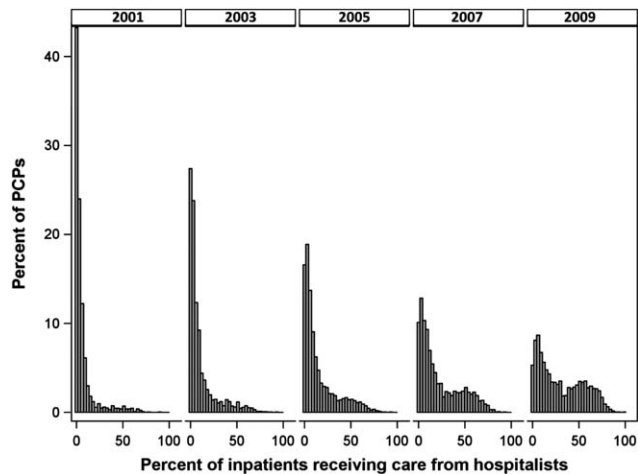 2001 2003 2005 2007 2009
40
30
20
10
0
Percent of PCPs
0 50 100 0 50 100 0 50 100 0 50 100 0 50 100
Percent of inpatients receiving care from hospitalists